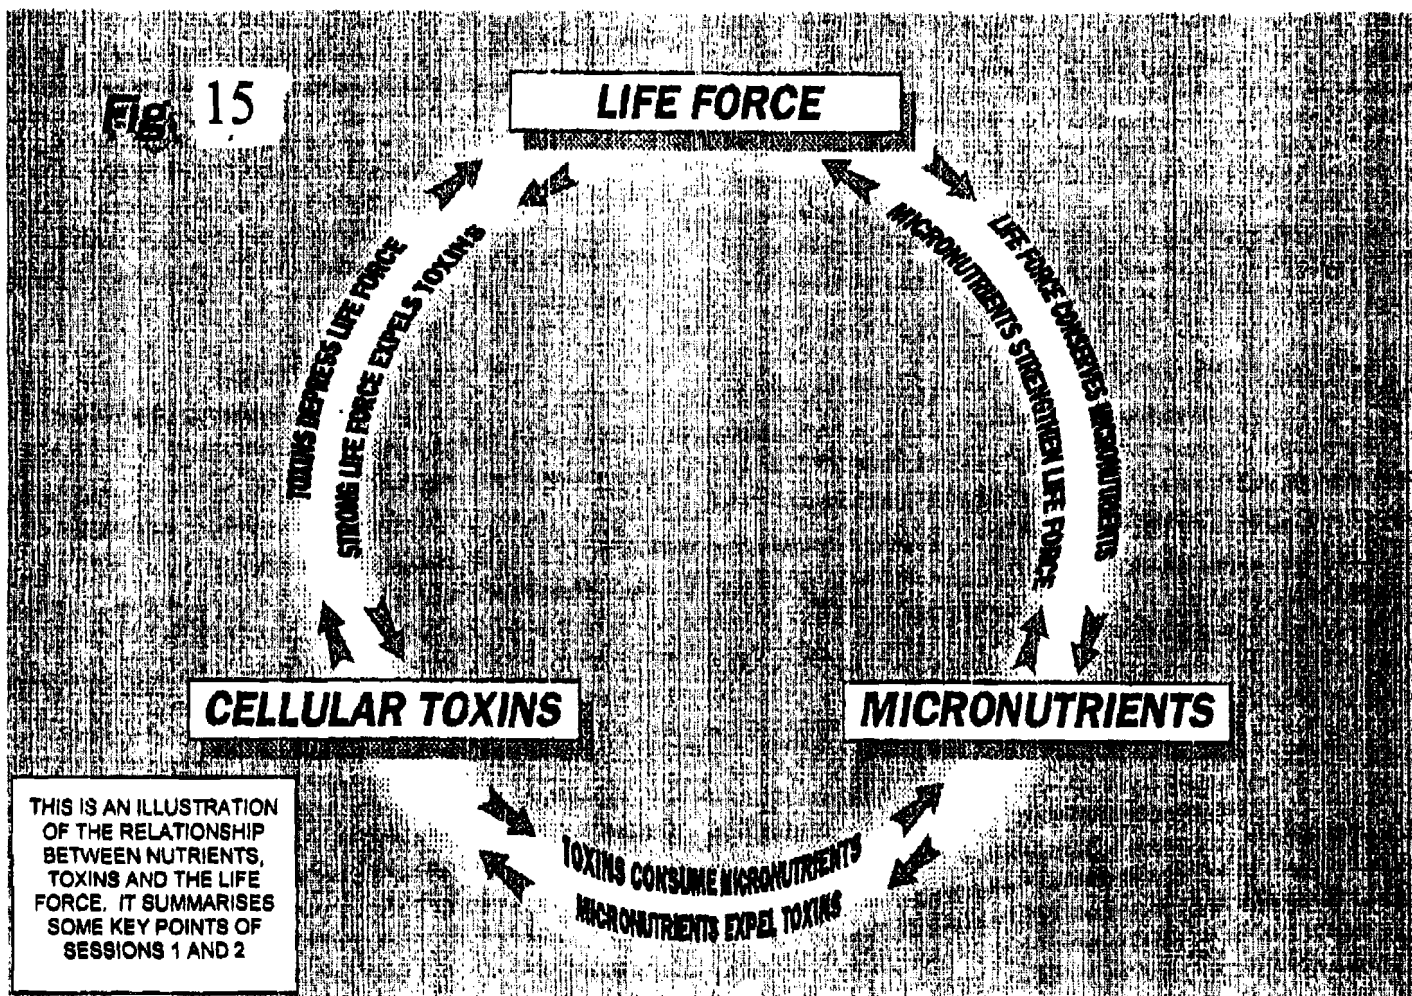 Fig. 15
LIFE FORCE
TOXINS DEPRESS LIFE FORCE
STRONG LIFE FORCE EXPELS TOXINS
MICRONUTRIENTS STRENGTHEN LIFE FORCE
LIFE FORCE CONSERVES MICRONUTRIENTS
CELLULAR TOXINS
MICRONUTRIENTS
TOXINS CONSUME MICRONUTRIENTS
MICRONUTRIENTS EXPEL TOXINS
THIS IS AN ILLUSTRATION
OF THE RELATIONSHIP
BETWEEN NUTRIENTS,
TOXINS AND THE LIFE
FORCE. IT SUMMARISES
SOME KEY POINTS OF
SESSIONS 1 AND 2